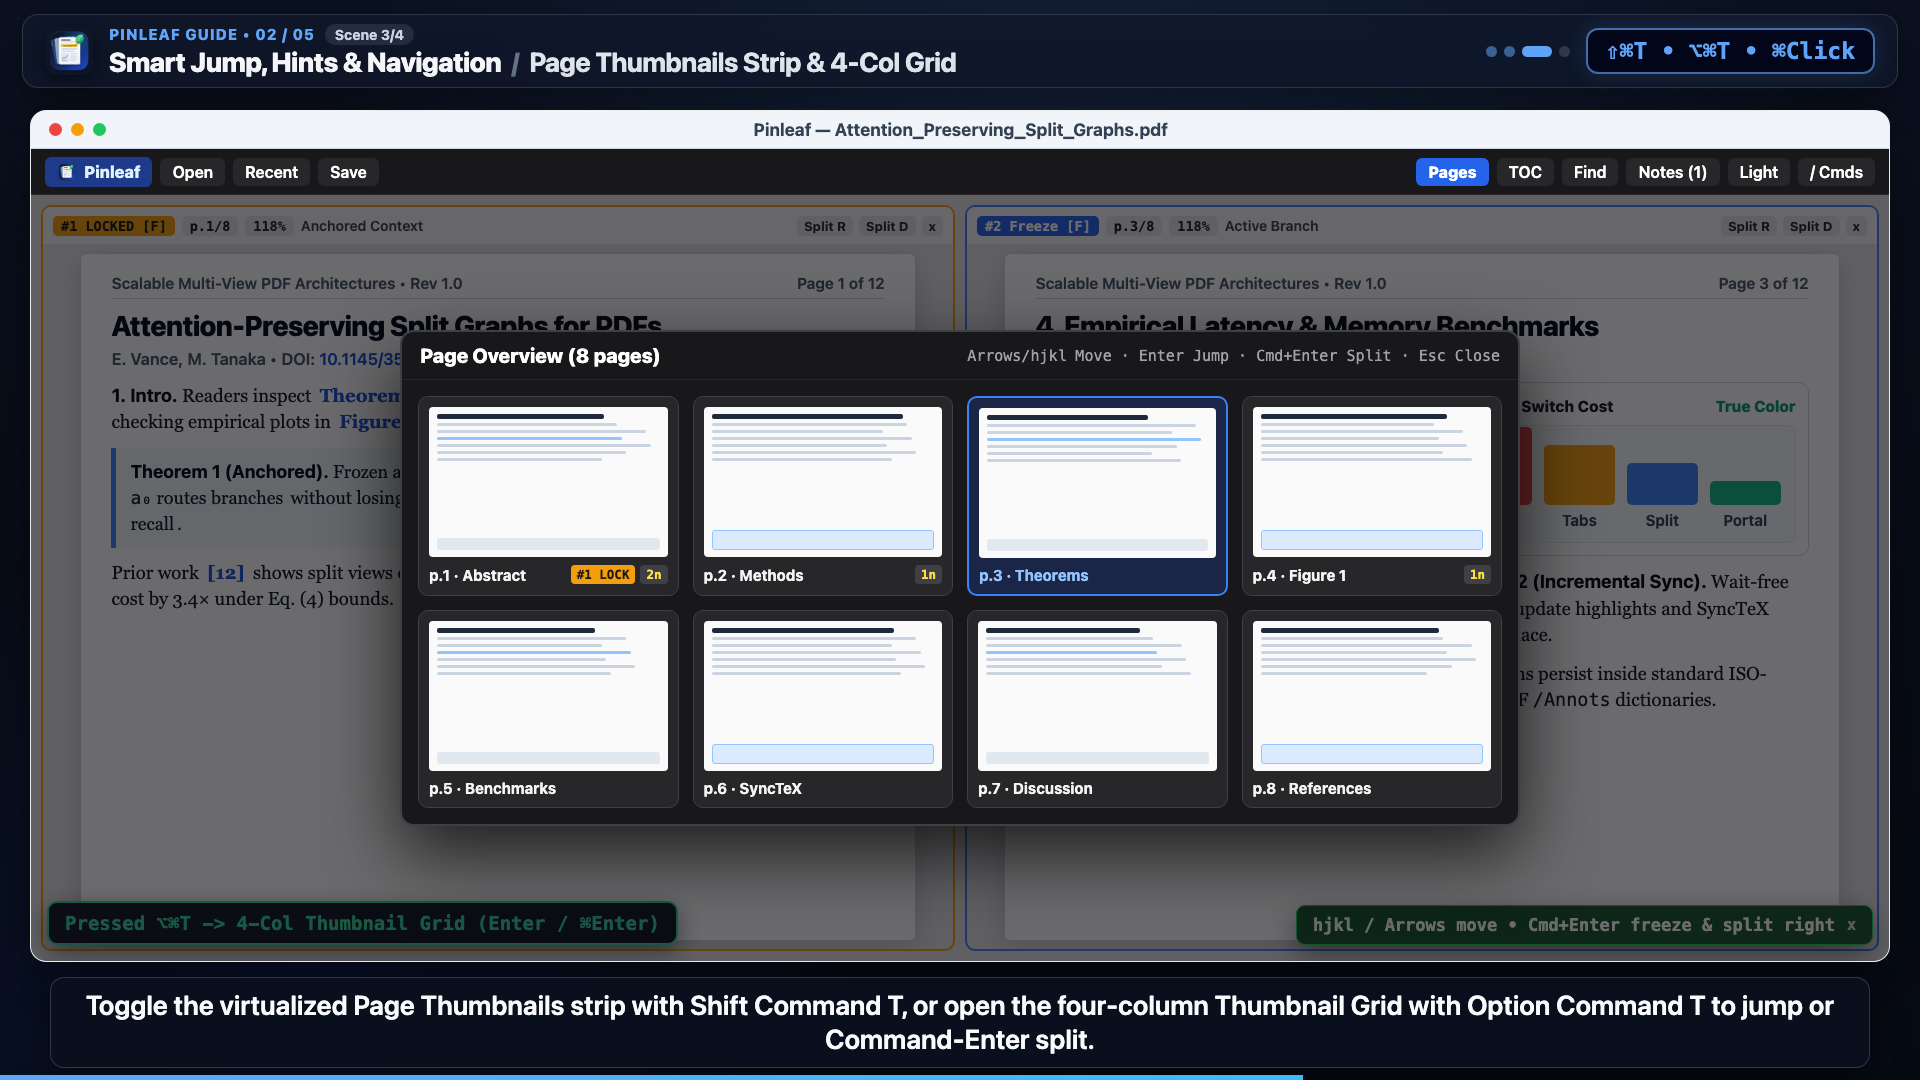 PINLEAF GUIDE • 02 / 05 Scene 3/4
Smart Jump, Hints & Navigation / Page Thumbnails Strip & 4-Col Grid
⇧⌘T • ⌥⌘T • ⌘Click
Pinleaf — Attention_Preserving_Split_Graphs.pdf
Pinleaf Open Recent Save
Pages TOC Find Notes (1) Light / Cmds
#1 LOCKED [F] p.1/8 118% Anchored Context Split R Split D x
Scalable Multi-View PDF Architectures • Rev 1.0 Page 1 of 12
Attention-Preserving Split Graphs for PDFs
E. Vance, M. Tanaka • DOI: 10.1145/35
1. Intro. Readers inspect Theorem
checking empirical plots in Figure
Theorem 1 (Anchored). Frozen a
a₀ routes branches without losing
recall.
Prior work [12] shows split views
cost by 3.4× under Eq. (4) bounds.
#2 Freeze [F] p.3/8 118% Active Branch Split R Split D x
Scalable Multi-View PDF Architectures • Rev 1.0 Page 3 of 12
4. Empirical Latency & Memory Benchmarks
Switch Cost True Color
Tabs Split Portal
2 (Incremental Sync). Wait-free
update highlights and SyncTeX
ace.
ns persist inside standard ISO-
F /Annots dictionaries.
Page Overview (8 pages)
Arrows/hjkl Move · Enter Jump · Cmd+Enter Split · Esc Close
p.1 · Abstract #1 LOCK 2n
p.2 · Methods 1n
p.3 · Theorems
p.4 · Figure 1 1n
p.5 · Benchmarks
p.6 · SyncTeX
p.7 · Discussion
p.8 · References
Pressed ⌥⌘T -> 4-Col Thumbnail Grid (Enter / ⌘Enter)
hjkl / Arrows move • Cmd+Enter freeze & split right x
Toggle the virtualized Page Thumbnails strip with Shift Command T, or open the four-column Thumbnail Grid with Option Command T to jump or
Command-Enter split.